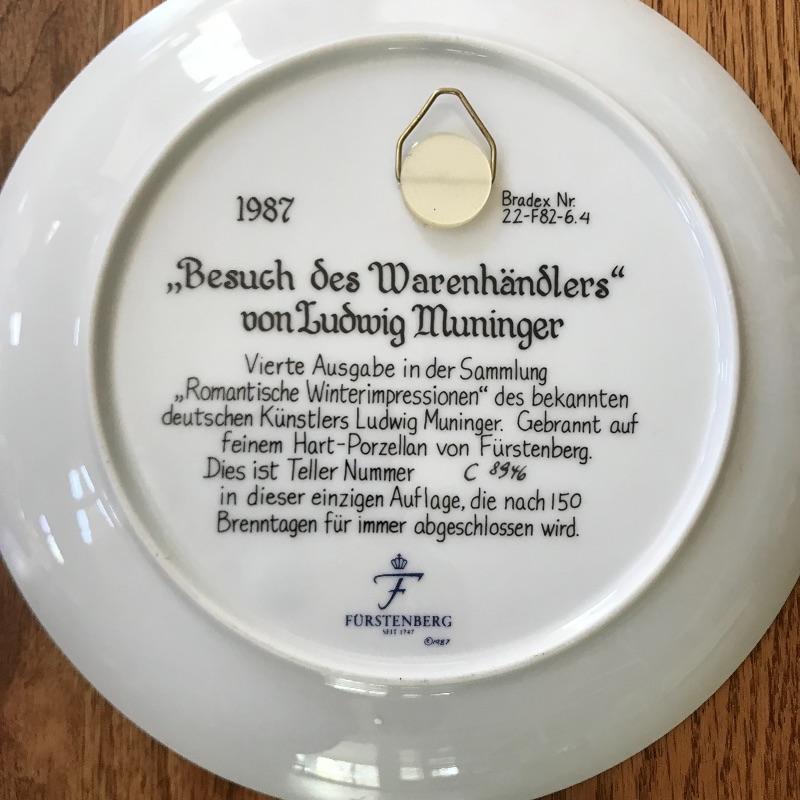 1987
Bradex Nr.
22-F82-6.4
„Besuch des Warenhändlers“
von Ludwig Muninger
Vierte Ausgabe in der Sammlung
„Romantische Winterimpressionen“ des bekannten
deutschen Künstlers Ludwig Muninger. Gebrannt auf
feinem Hart-Porzellan von Fürstenberg.
Dies ist Teller Nummer C 8946
in dieser einzigen Auflage, die nach 150
Brenntagen für immer abgeschlossen wird.
F
FÜRSTENBERG
SEIT 1747
©1987